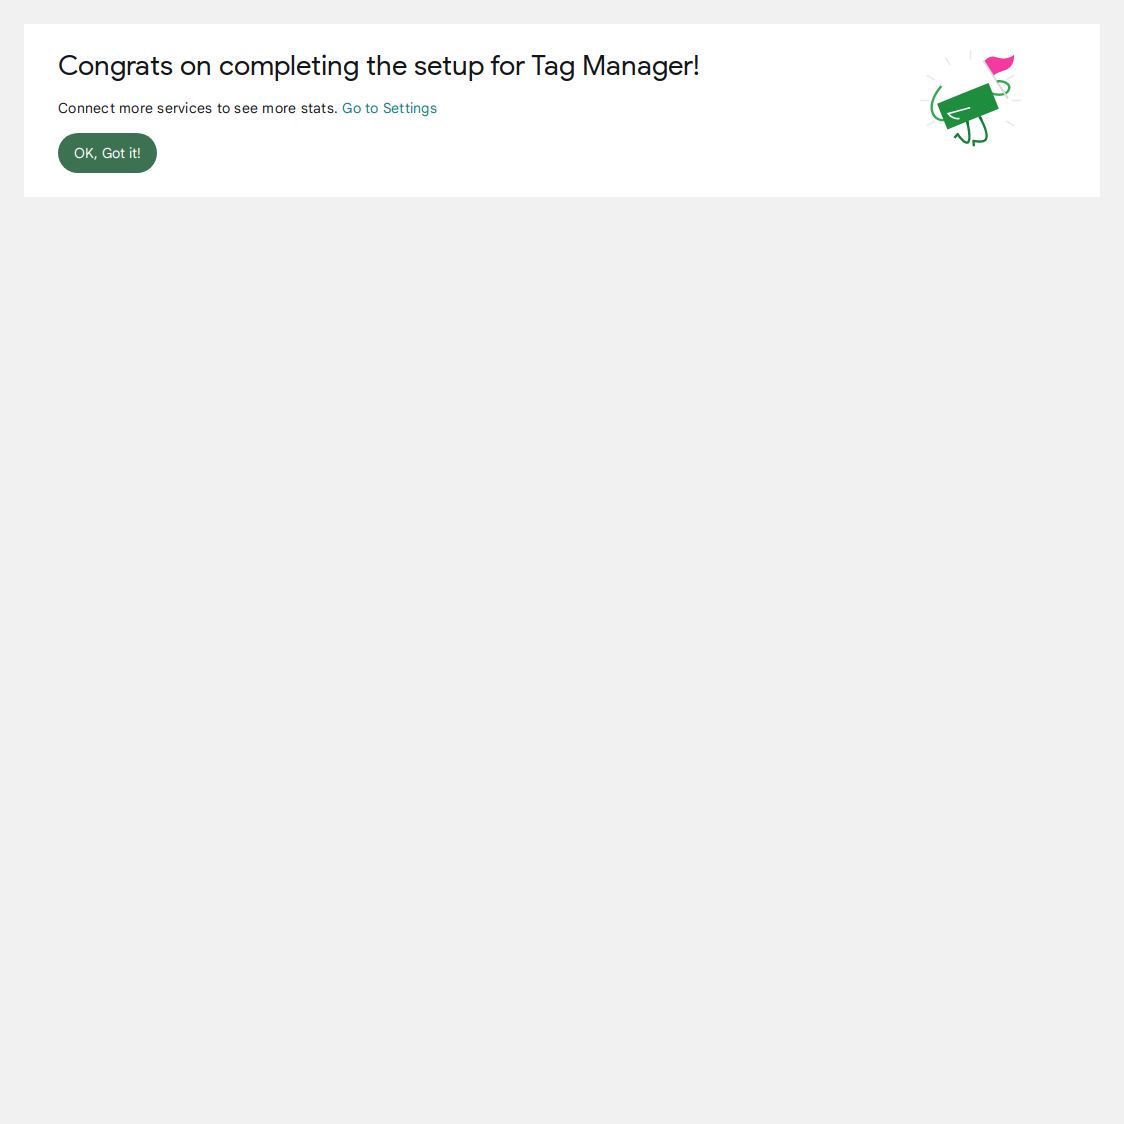 Congrats on completing the setup for Tag Manager!
Connect more services to see more stats. Go to Settings
OK, Got it!